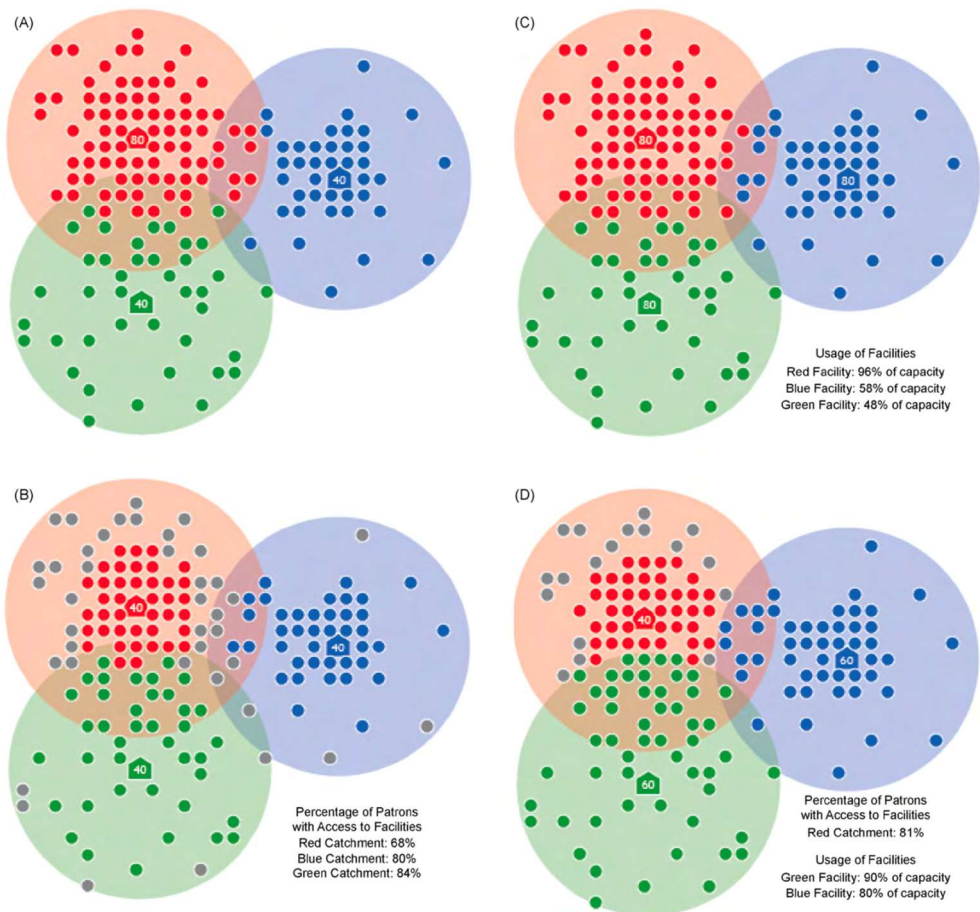 (A)
80
40
40
(C)
80
80
80
Usage of Facilities
Red Facility: 96% of capacity
Blue Facility: 58% of capacity
Green Facility: 48% of capacity
(B)
40
40
40
Percentage of Patrons
with Access to Facilities
Red Catchment: 68%
Blue Catchment: 80%
Green Catchment: 84%
(D)
40
60
60
Percentage of Patrons
with Access to Facilities
Red Catchment: 81%
Usage of Facilities
Green Facility: 90% of capacity
Blue Facility: 80% of capacity